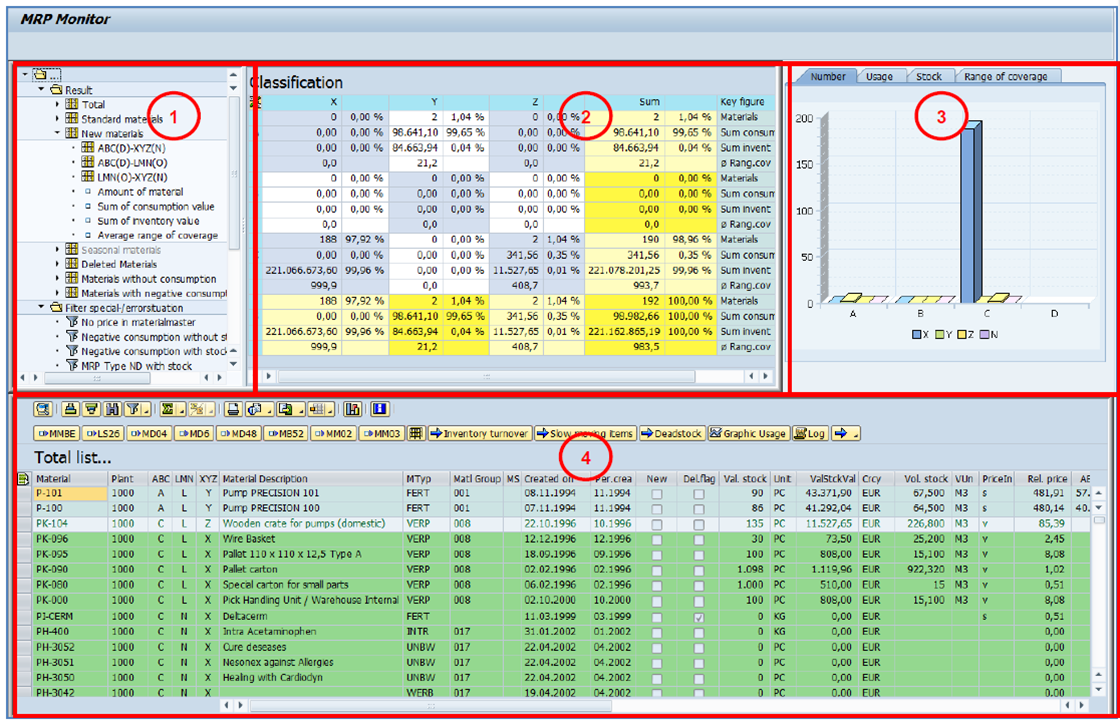 MRP Monitor
...
Result
Total
Standard materials
New materials
ABC(D)-XYZ(N)
ABC(D)-LMN(O)
LMN(O)-XYZ(N)
Amount of materal
Sum of consumption value
Sum of inventory value
Average range of coverage
Seasonal materials
Deleted Materials
Materials without consumption
Materials with negative consumpt
Filter special-/errorstuation
No price in materialmaster
Negative consumption without st
Negative consumption with stock
MRP Type ND with stock
1
Classification
X Y Z Sum Key figure
0 0,00 % 2 1,04 % 0 0,00 % 2 1,04 % Materials
0,00 0,00 % 98.641,10 99,65 % 0,00 0,00 % 98.641,10 99,65 % Sum consum
0,00 0,00 % 84.663,94 0,04 % 0,00 0,00 % 84.663,94 0,04 % Sum invent
0,0 21,2 0,0 21,2 ø Rang.cov
0 0,00 % 0 0,00 % 0 0,00 % 0 0,00 % Materials
0,00 0,00 % 0,00 0,00 % 0,00 0,00 % 0,00 0,00 % Sum consum
0,00 0,00 % 0,00 0,00 % 0,00 0,00 % 0,00 0,00 % Sum invent
0,0 0,0 0,0 0,0 ø Rang.cov
188 97,92 % 0 0,00 % 2 1,04 % 190 98,96 % Materials
0,00 0,00 % 0,00 0,00 % 341,56 0,35 % 341,56 0,35 % Sum consum
221.066.673,60 99,96 % 0,00 0,00 % 11.527,65 0,01 % 221.078.201,25 99,96 % Sum invent
999,9 0,0 408,7 993,7 ø Rang.cov
188 97,92 % 2 1,04 % 2 1,04 % 192 100,00 % Materials
0,00 0,00 % 98.641,10 99,65 % 341,56 0,35 % 98.982,66 100,00 % Sum consum
221.066.673,60 99,96 % 84.663,94 0,04 % 11.527,65 0,01 % 221.162.865,19 100,00 % Sum invent
999,9 21,2 408,7 983,5 ø Rang.cov
2
Number Usage Stock Range of coverage
3
200
150
100
50
0
A B C D
X Y Z N
MMBE LS26 MD04 MD6 MD48 MB52 MM02 MM03 Inventory turnover Slow moving items Deadstock Graphic Usage Log
Total list...
4
Material Plant ABC LMN XYZ Material Description MTyp Matl Group MS Created on Per.crea New Del.flag Val. stock Unit ValStckVal Crcy Vol. stock VUn PriceIn Rel. price AE
P-101 1000 A L Y Pump PRECISION 101 FERT 001 08.11.1994 11.1994 90 PC 43.371,90 EUR 67,500 M3 s 481,91 57.
P-100 1000 A L Y Pump PRECISION 100 FERT 001 07.11.1994 11.1994 86 PC 41.292,04 EUR 64,500 M3 s 480,14 40.
PK-104 1000 C L Z Wooden crate for pumps (domestic) VERP 008 22.10.1996 10.1996 135 PC 11.527,65 EUR 226,800 M3 v 85,39
PK-096 1000 C L X Wire Basket VERP 008 12.12.1996 12.1996 30 PC 73,50 EUR 25,200 M3 v 2,45
PK-095 1000 C L X Pallet 110 x 110 x 12,5 Type A VERP 008 18.09.1996 09.1996 100 PC 808,00 EUR 15,100 M3 v 8,08
PK-090 1000 C L X Pallet carton VERP 008 02.02.1996 02.1996 1.098 PC 1.119,96 EUR 922,320 M3 v 1,02
PK-080 1000 C L X Special carton for small parts VERP 008 06.02.1996 02.1996 1.000 PC 510,00 EUR 15 M3 v 0,51
PK-000 1000 C L X Pick Handling Unit / Warehouse Internal VERP 008 02.10.2000 10.2000 100 PC 808,00 EUR 15,100 M3 v 8,08
PI-CERM 1000 C N X Deltacerm FERT 11.03.1999 03.1999 0 KG 0,00 EUR s 0,51
PH-400 1000 C N X Intra Acetaminophen INTR 017 31.01.2002 01.2002 0 KG 0,00 EUR 0,00
PH-3052 1000 C N X Cure deseases UNBW 017 22.04.2002 04.2002 0 PC 0,00 EUR 0,00
PH-3051 1000 C N X Nesonex against Allergies UNBW 017 22.04.2002 04.2002 0 PC 0,00 EUR 0,00
PH-3050 1000 C N X Healing with Cardiodyn UNBW 017 22.04.2002 04.2002 0 PC 0,00 EUR 0,00
PH-3042 1000 C N X WERB 017 19.04.2002 04.2002 0 PC 0,00 EUR 0,00